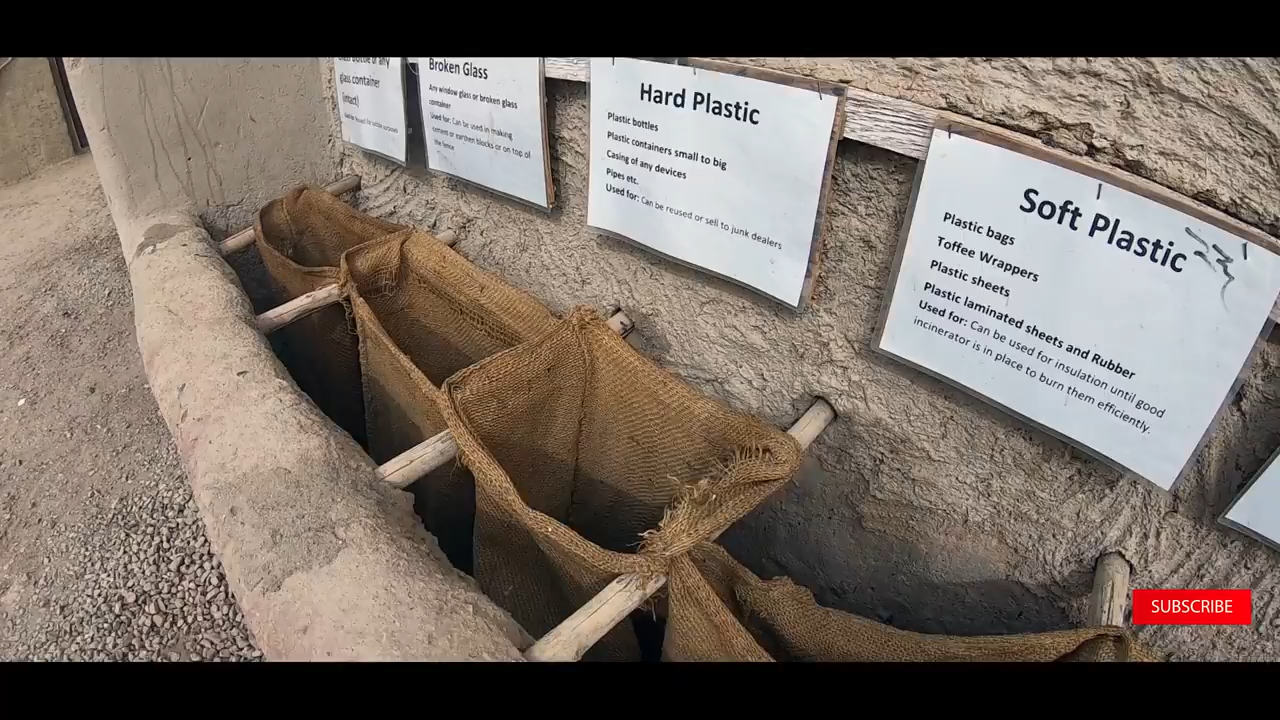 glass container
(intact)
Broken Glass
Any window glass or broken glass
container
Used for: Can be used in making
cement or earthen blocks or on top of
the fence
Hard Plastic
Plastic bottles
Plastic containers small to big
Casing of any devices
Pipes etc.
Used for: Can be reused or sell to junk dealers
Soft Plastic
Plastic bags
Toffee Wrappers
Plastic sheets
Plastic laminated sheets and Rubber
Used for: Can be used for insulation until good
incinerator is in place to burn them efficiently.
SUBSCRIBE